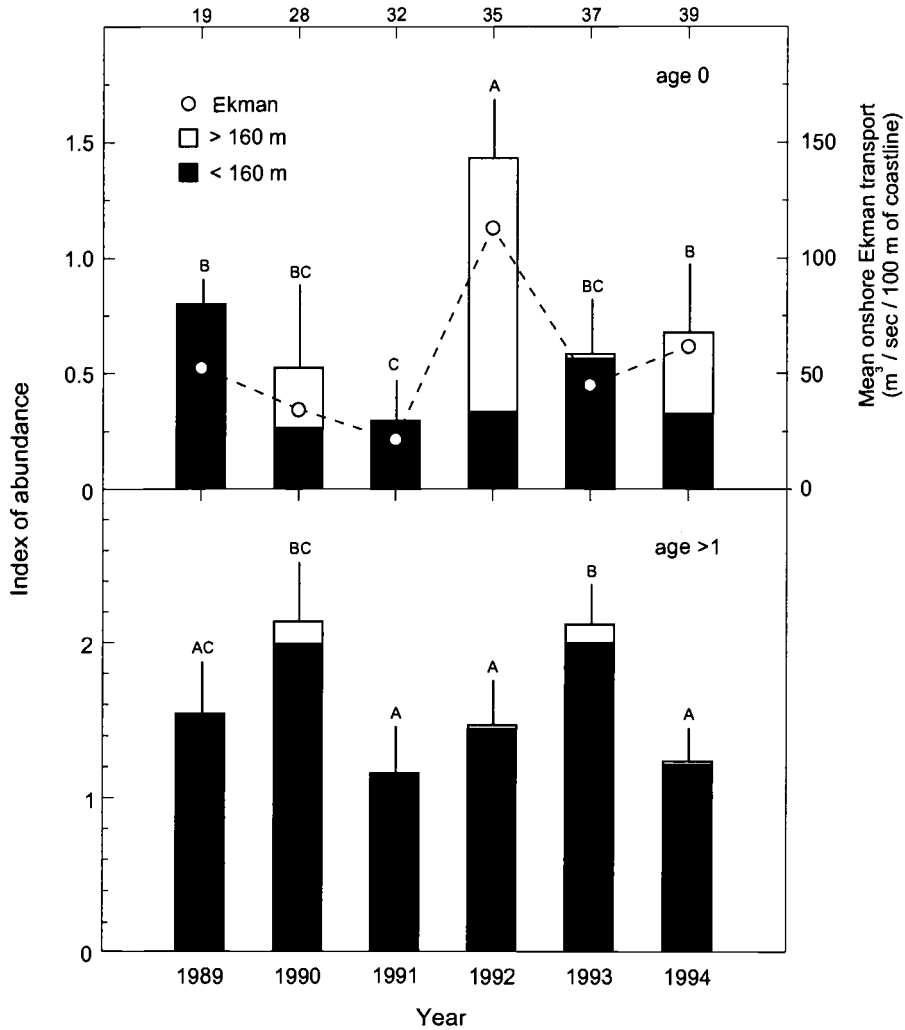 19 28 32 35 37 39
age 0
Ekman
> 160 m
< 160 m
A
B
BC
C
BC
B
1.5
1.0
0.5
0
150
100
50
0
Mean onshore Ekman transport
(m³ / sec / 100 m of coastline)
Index of abundance
age >1
BC
B
AC
A
A
A
2
1
0
1989 1990 1991 1992 1993 1994
Year